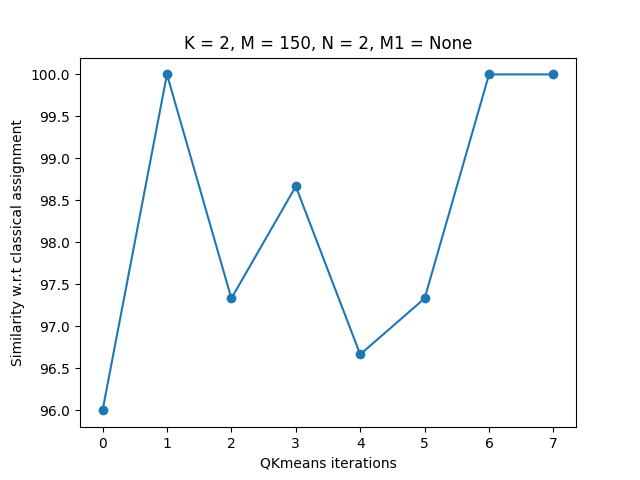 K = 2, M = 150, N = 2, M1 = None
100.0
99.5
99.0
98.5
98.0
97.5
97.0
96.5
96.0
Similarity w.r.t classical assignment
0 1 2 3 4 5 6 7
QKmeans iterations